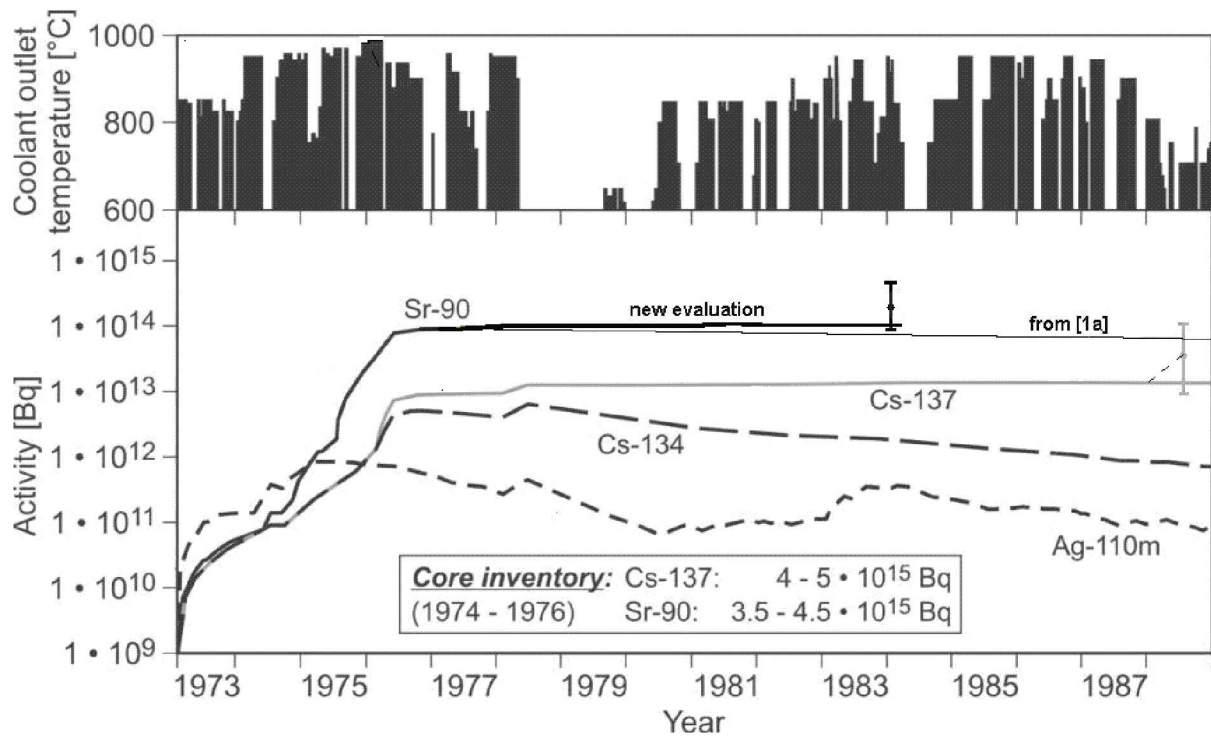 Coolant outlet
temperature [°C]
1000
800
600
1 • 10¹⁵
1 • 10¹⁴
1 • 10¹³
1 • 10¹²
1 • 10¹¹
1 • 10¹⁰
1 • 10⁹
Activity [Bq]
Sr-90
new evaluation
from [1a]
Cs-137
Cs-134
Ag-110m
Core inventory: Cs-137: 4 - 5 • 10¹⁵ Bq
(1974 - 1976) Sr-90: 3.5 - 4.5 • 10¹⁵ Bq
1973 1975 1977 1979 1981 1983 1985 1987
Year